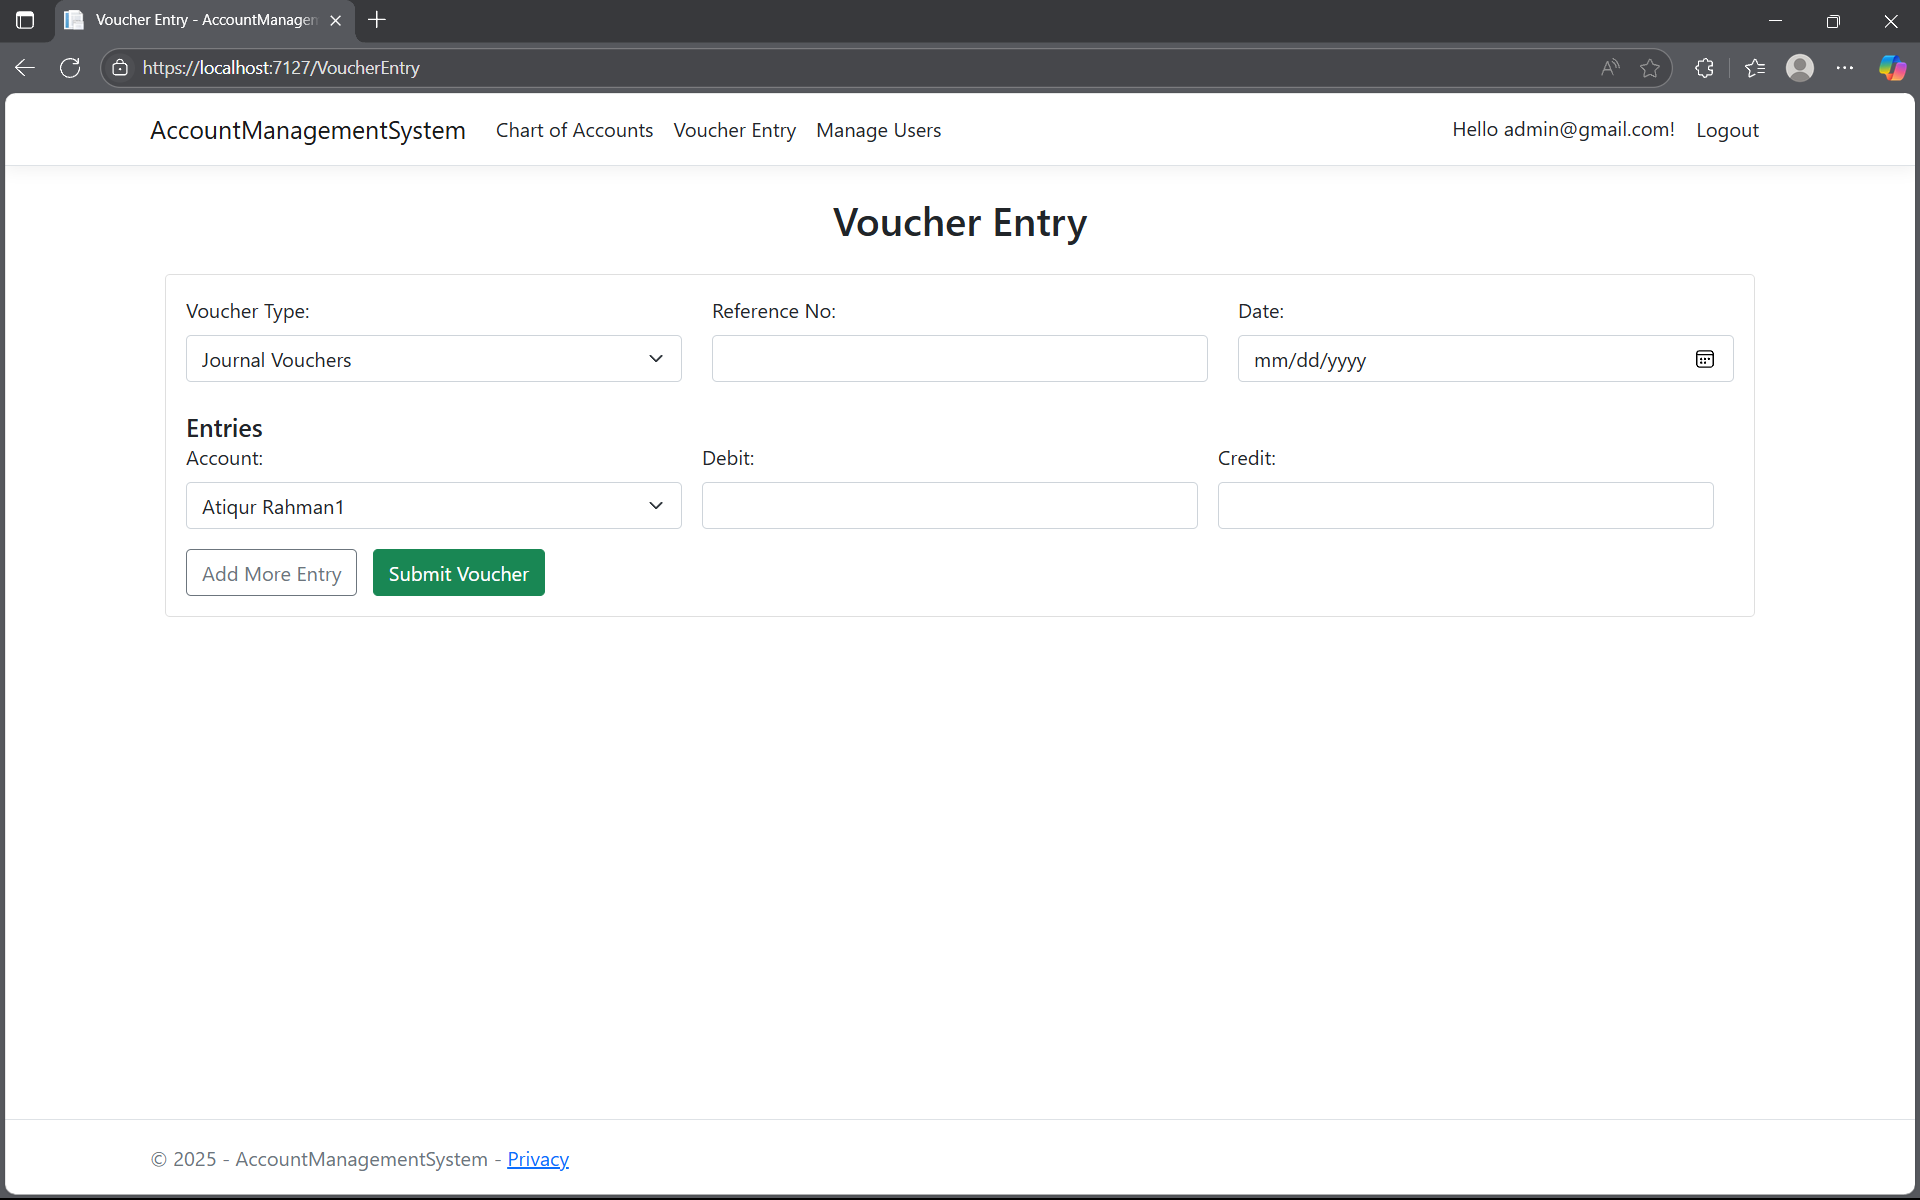 Voucher Entry - AccountManagen
https://localhost:7127/VoucherEntry
AccountManagementSystem Chart of Accounts Voucher Entry Manage Users Hello admin@gmail.com! Logout
Voucher Entry
Voucher Type: Reference No: Date:
Journal Vouchers mm/dd/yyyy
Entries
Account: Debit: Credit:
Atiqur Rahman1
Add More Entry Submit Voucher
© 2025 - AccountManagementSystem - Privacy